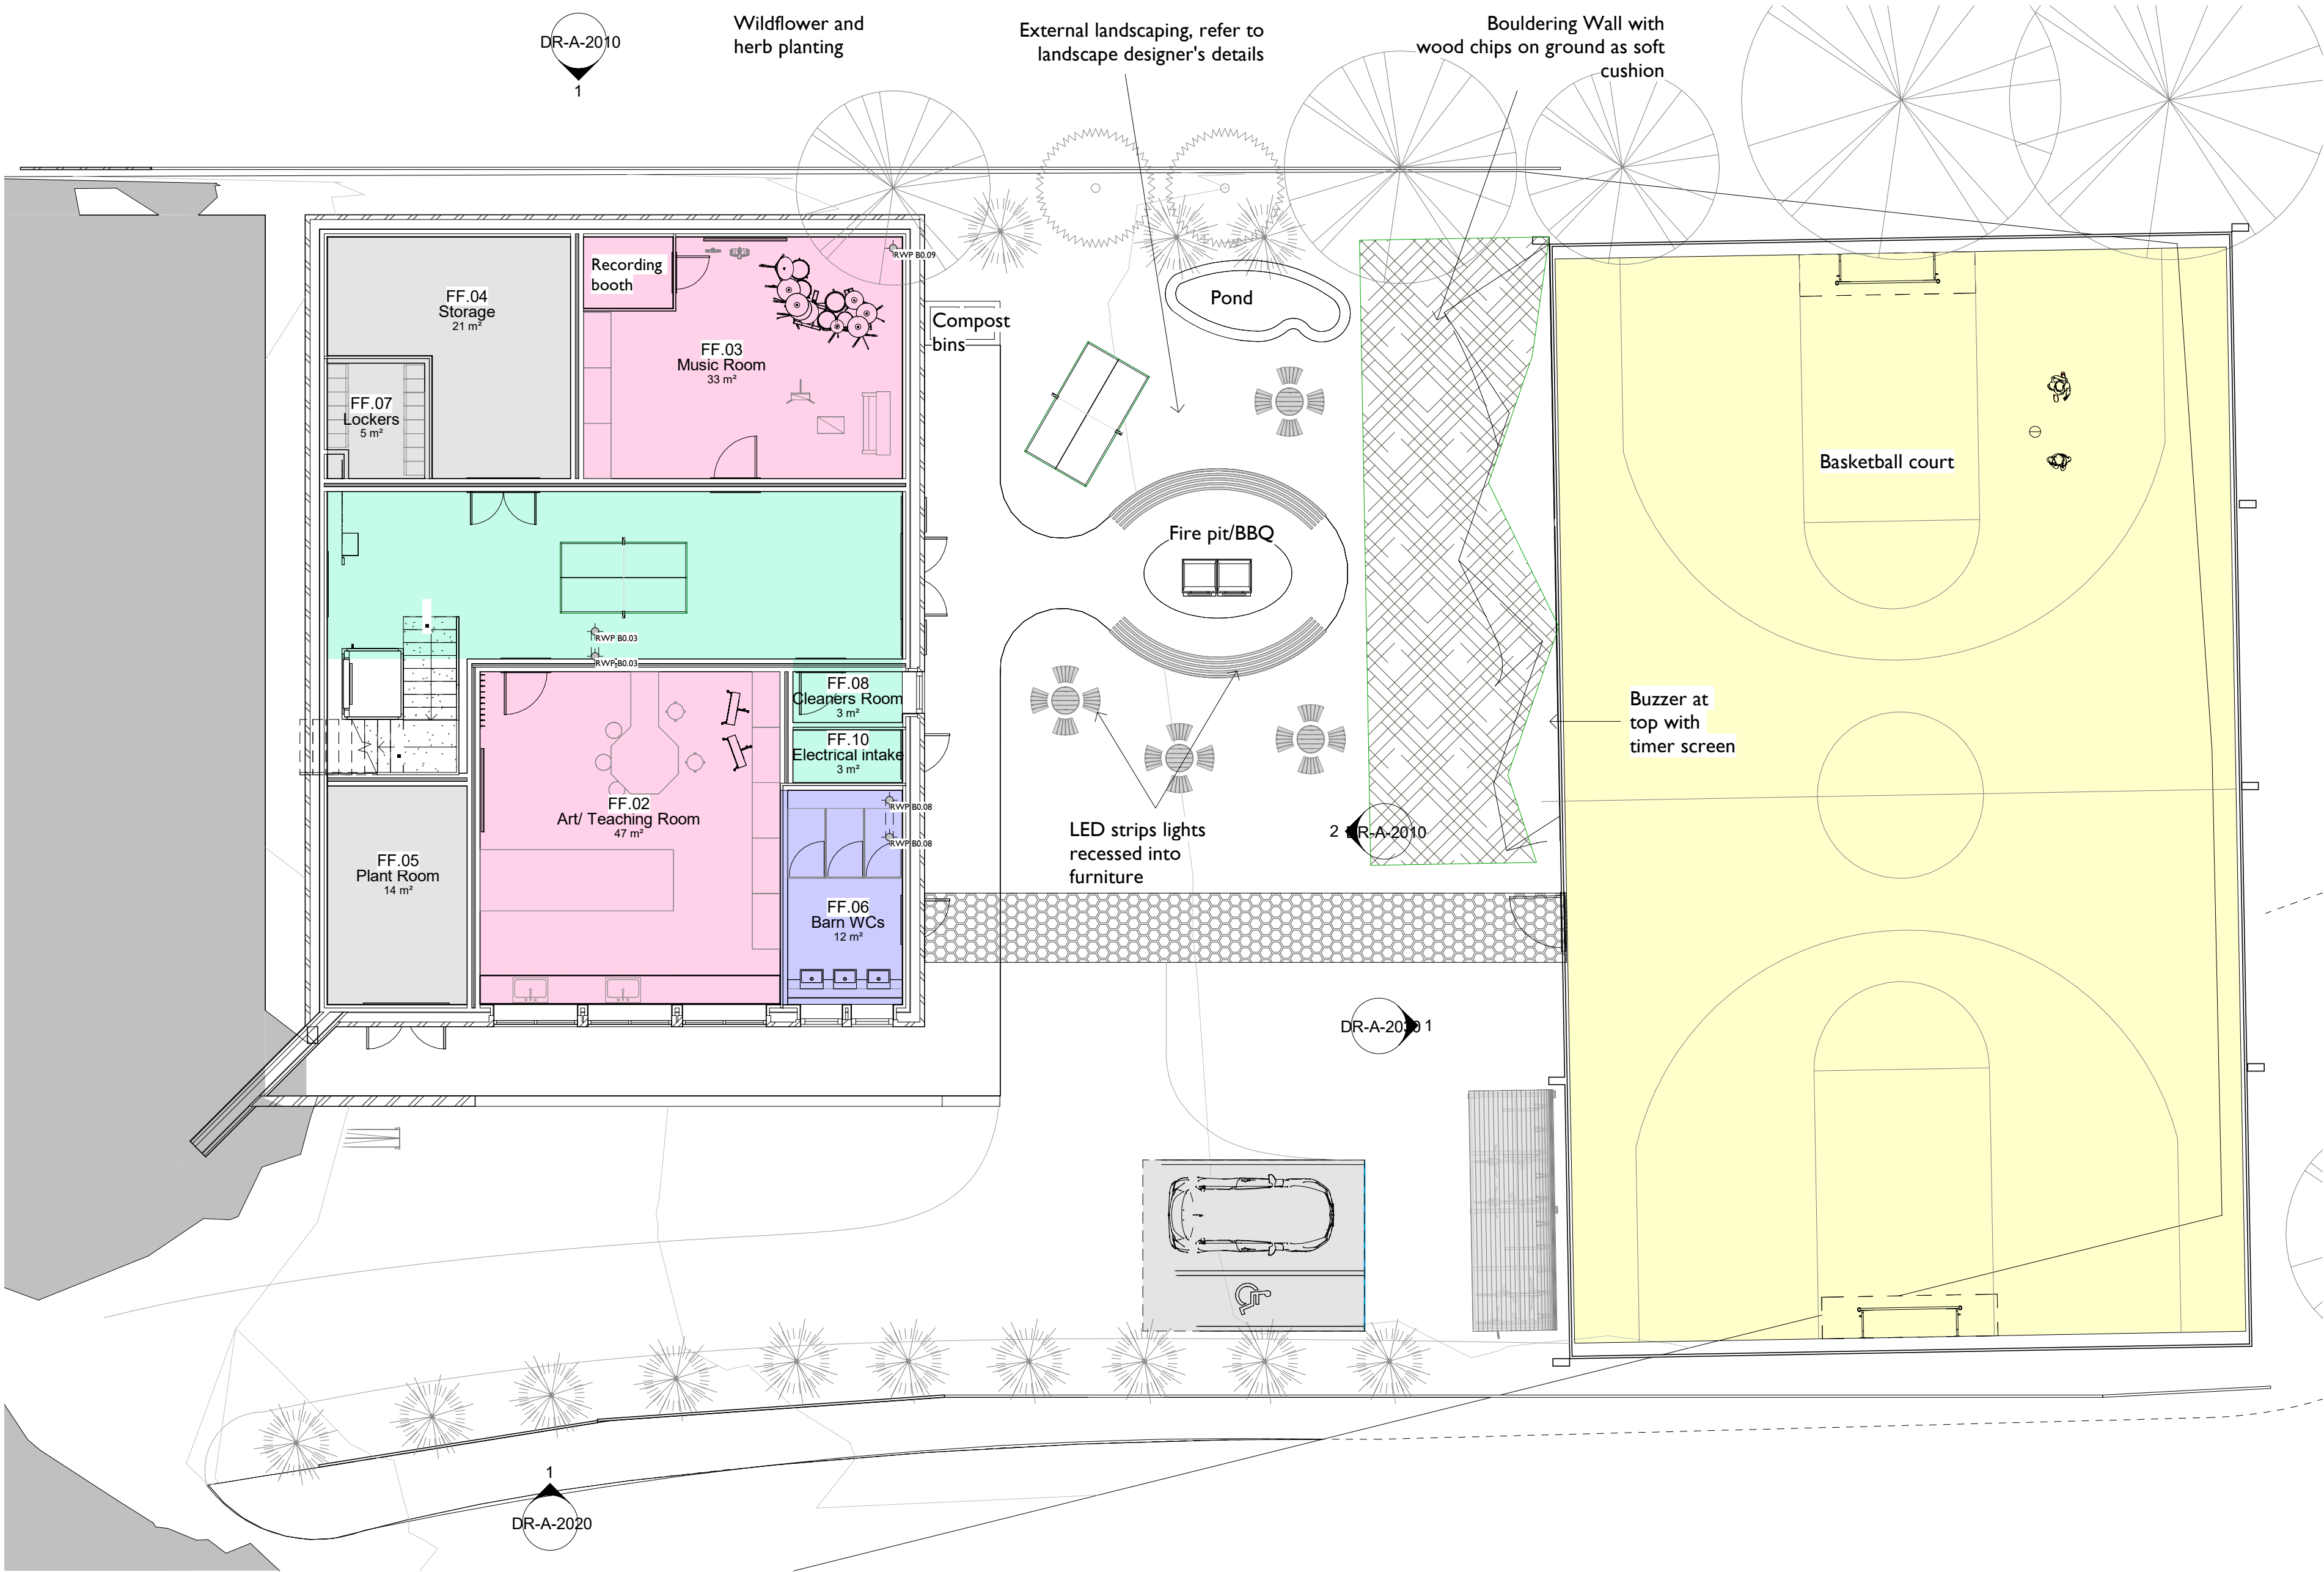 DR-A-2010
1
Wildflower and
herb planting
External landscaping, refer to
landscape designer's details
Bouldering Wall with
wood chips on ground as soft
cushion
Recording
booth
RWP B0.09
FF.04
Storage
21 m²
FF.03
Music Room
33 m²
FF.07
Lockers
5 m²
Compost
bins
Pond
Basketball court
Fire pit/BBQ
RWP B0.03
RWP B0.03
FF.08
Cleaners Room
3 m²
FF.10
Electrical intake
3 m²
Buzzer at
top with
timer screen
FF.02
Art/ Teaching Room
47 m²
RWP B0.08
RWP B0.08
LED strips lights
recessed into
furniture
2
DR-A-2010
FF.05
Plant Room
14 m²
FF.06
Barn WCs
12 m²
DR-A-2030
1
1
DR-A-2020